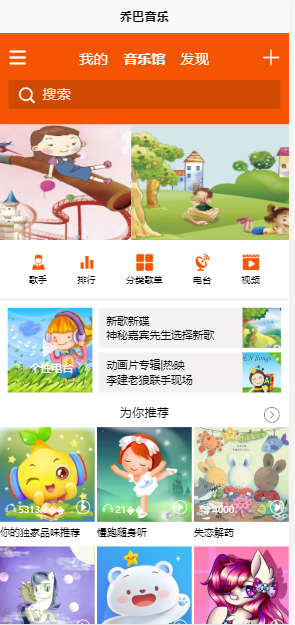 乔巴音乐
我的 音乐馆 发现
搜索
歌手 排行 分类歌单 电台 视频
个性电台
新歌新碟
神秘嘉宾先生选择新歌
动画片专辑|热映
李建老狼联手现场
为你推荐
5313�� 21�� 4000
你的独家品味推荐 慢跑随身听 失恋解药